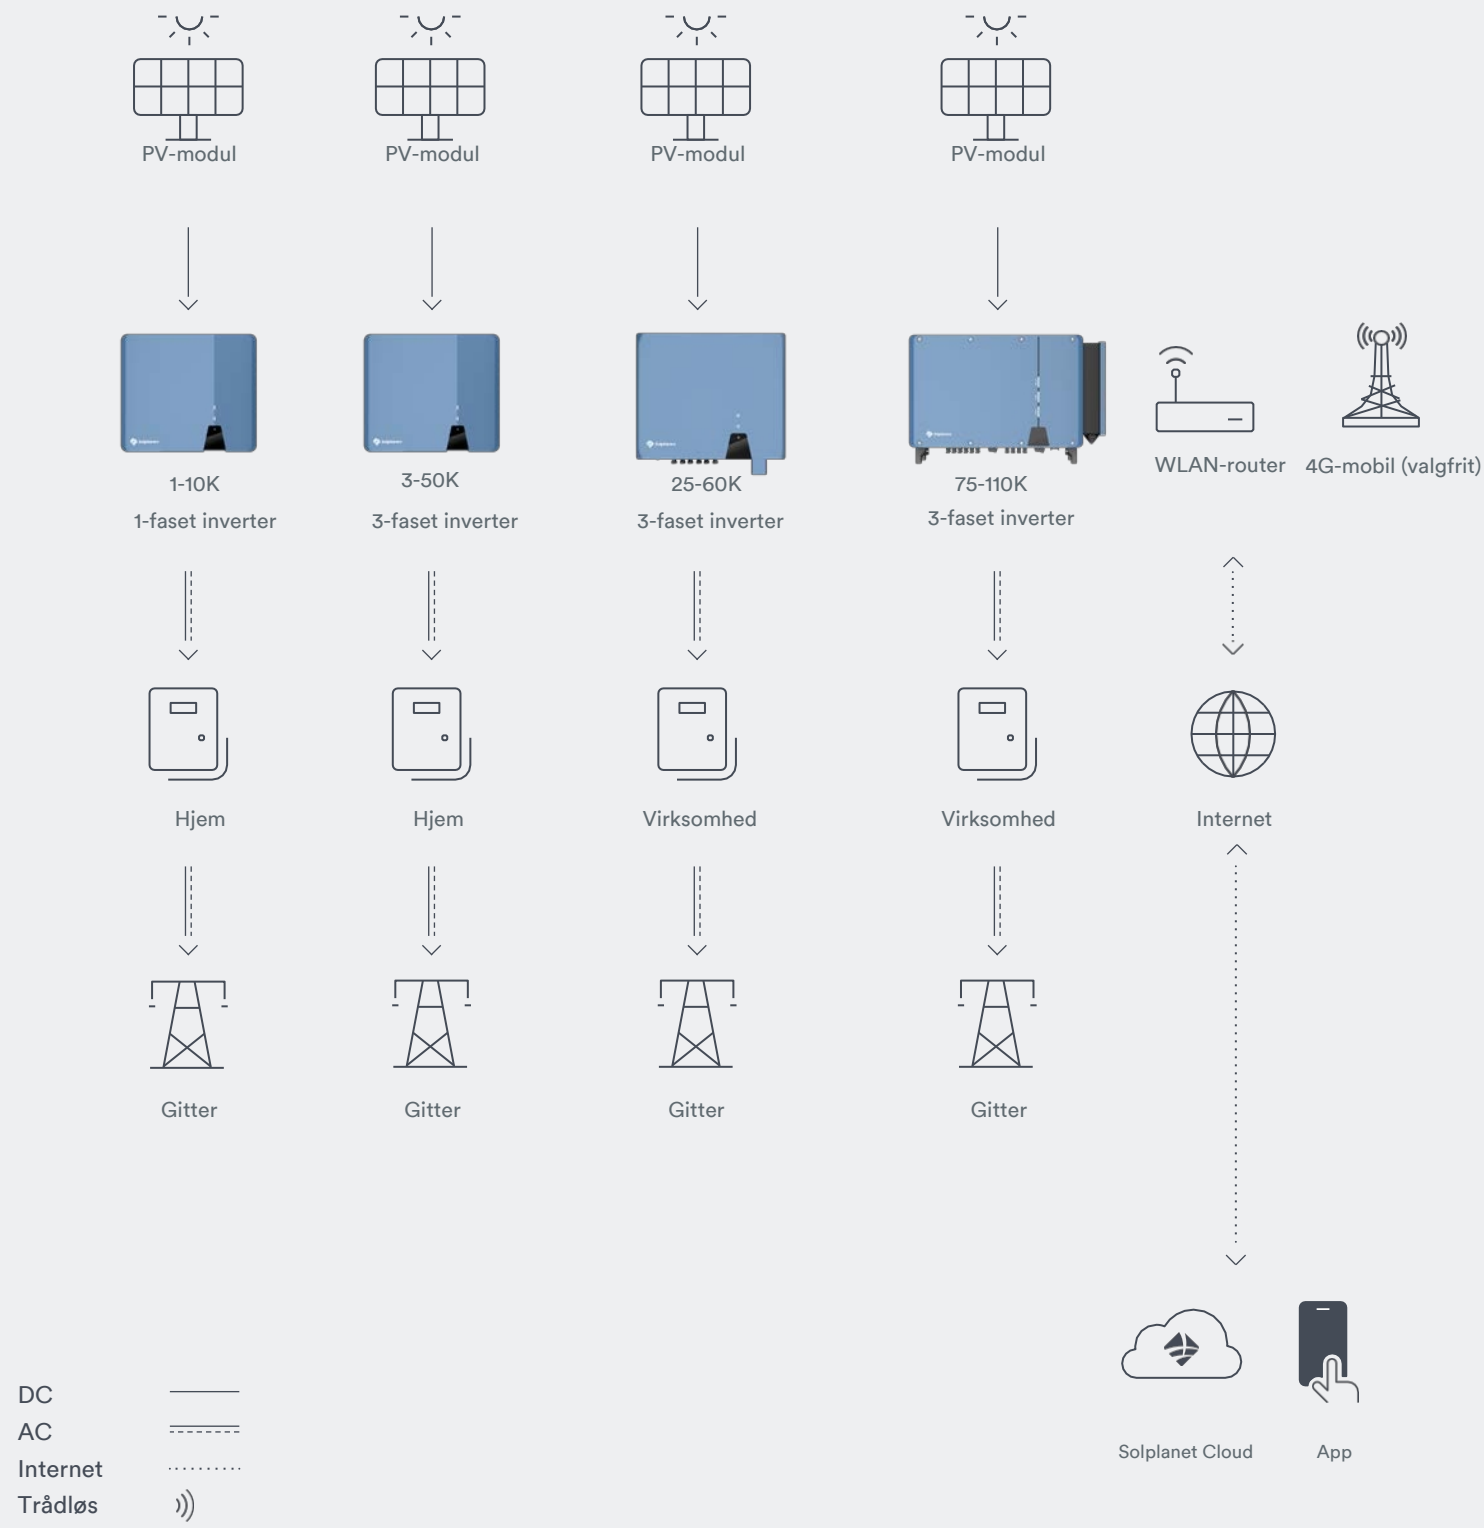 PV-modul PV-modul PV-modul PV-modul
1-10K 3-50K 25-60K 75-110K
1-faset inverter 3-faset inverter 3-faset inverter 3-faset inverter
WLAN-router 4G-mobil (valgfrit)
Hjem Hjem Virksomhed Virksomhed Internet
Gitter Gitter Gitter Gitter
Solplanet Cloud App
DC
AC
Internet
Trådløs